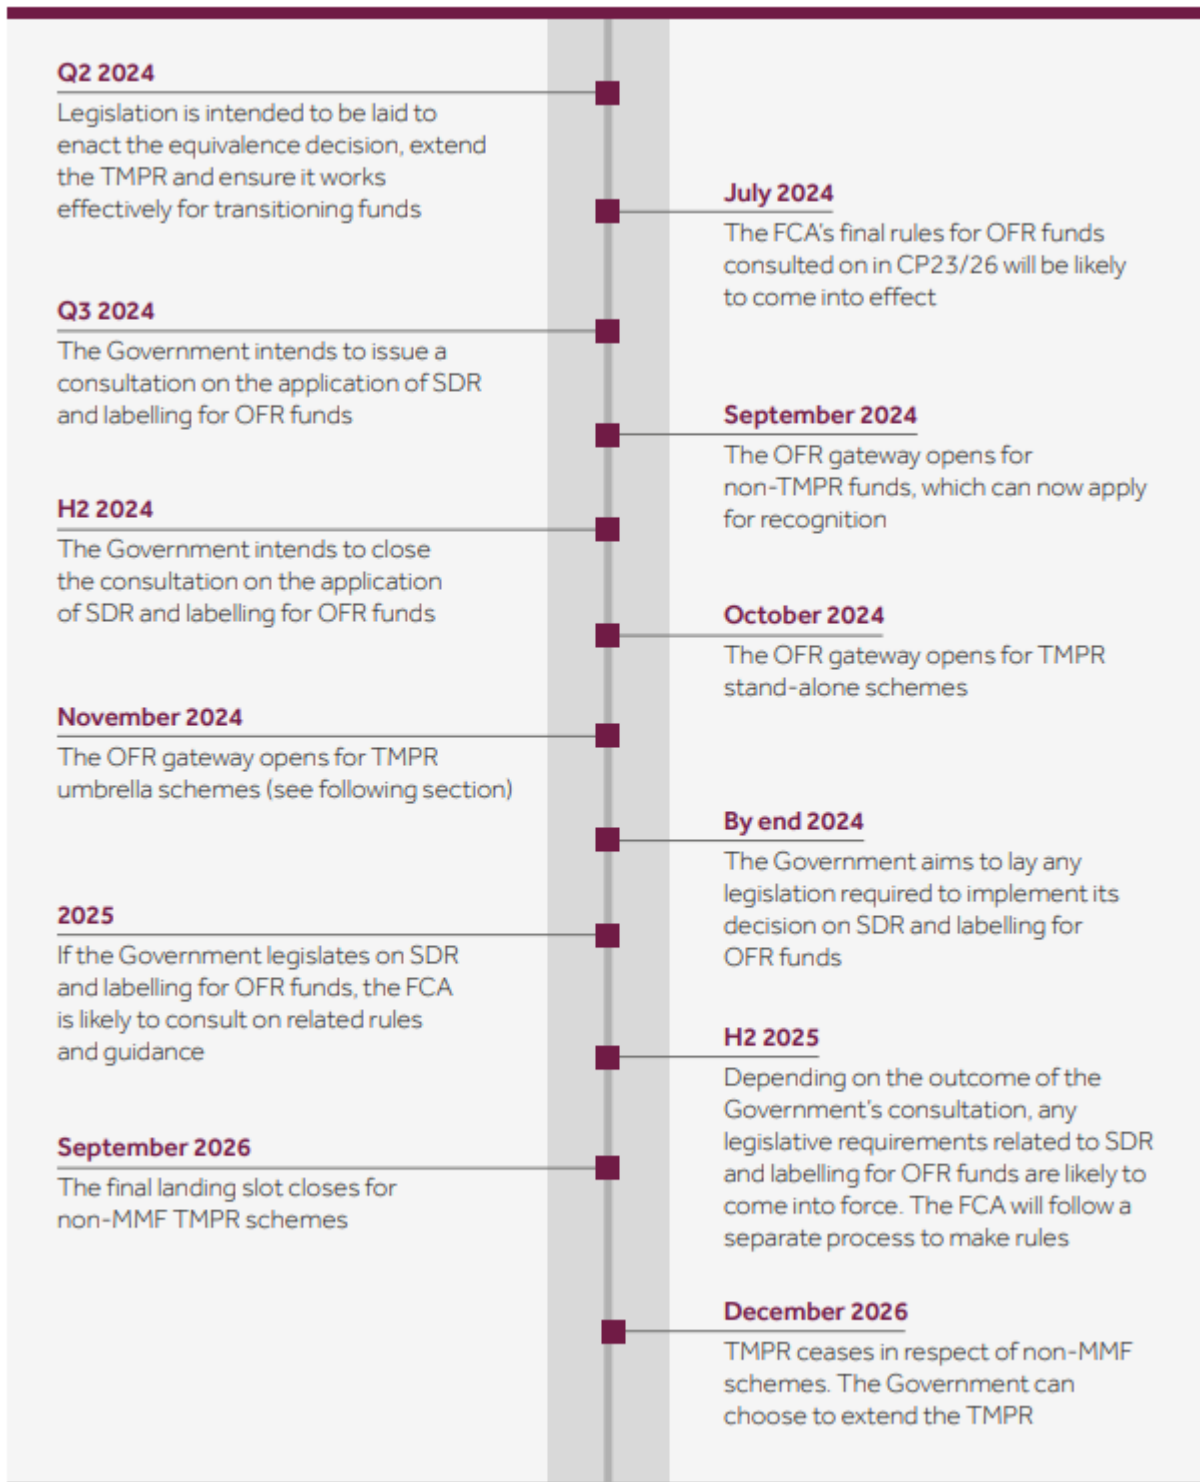 Q2 2024
Legislation is intended to be laid to
enact the equivalence decision, extend
the TMPR and ensure it works
effectively for transitioning funds
July 2024
The FCA's final rules for OFR funds
consulted on in CP23/26 will be likely
to come into effect
Q3 2024
The Government intends to issue a
consultation on the application of SDR
and labelling for OFR funds
September 2024
The OFR gateway opens for
non-TMPR funds, which can now apply
for recognition
H2 2024
The Government intends to close
the consultation on the application
of SDR and labelling for OFR funds
October 2024
The OFR gateway opens for TMPR
stand-alone schemes
November 2024
The OFR gateway opens for TMPR
umbrella schemes (see following section)
By end 2024
The Government aims to lay any
legislation required to implement its
decision on SDR and labelling for
OFR funds
2025
If the Government legislates on SDR
and labelling for OFR funds, the FCA
is likely to consult on related rules
and guidance
H2 2025
Depending on the outcome of the
Government's consultation, any
legislative requirements related to SDR
and labelling for OFR funds are likely to
come into force. The FCA will follow a
separate process to make rules
September 2026
The final landing slot closes for
non-MMF TMPR schemes
December 2026
TMPR ceases in respect of non-MMF
schemes. The Government can
choose to extend the TMPR